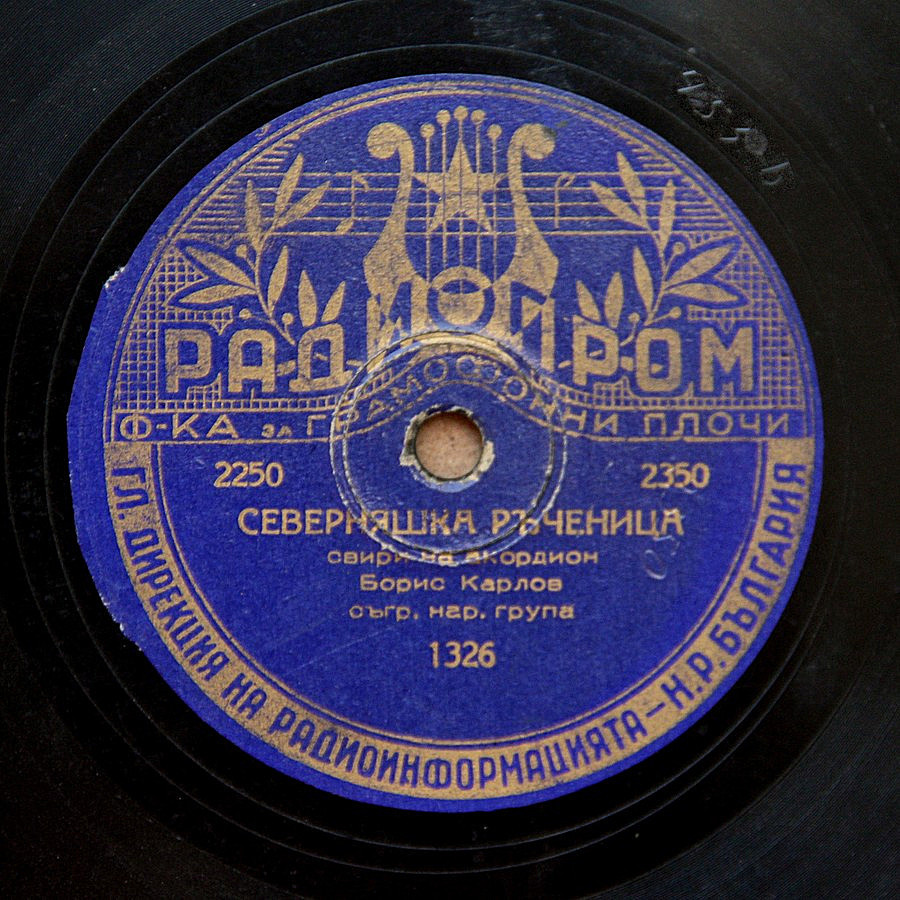 РАДИОПРОМ
Ф-КА за ГРАМОФОННИ ПЛОЧИ
2250 2350
СЕВЕРНЯШКА РЪЧЕНИЦА
свири на акордион
Борис Карлов
съгр. нар. група
1326
ГЛ. ДИРЕКЦИЯ НА РАДИОИНФОРМАЦИЯТА — Н.Р. БЪЛГАРИЯ